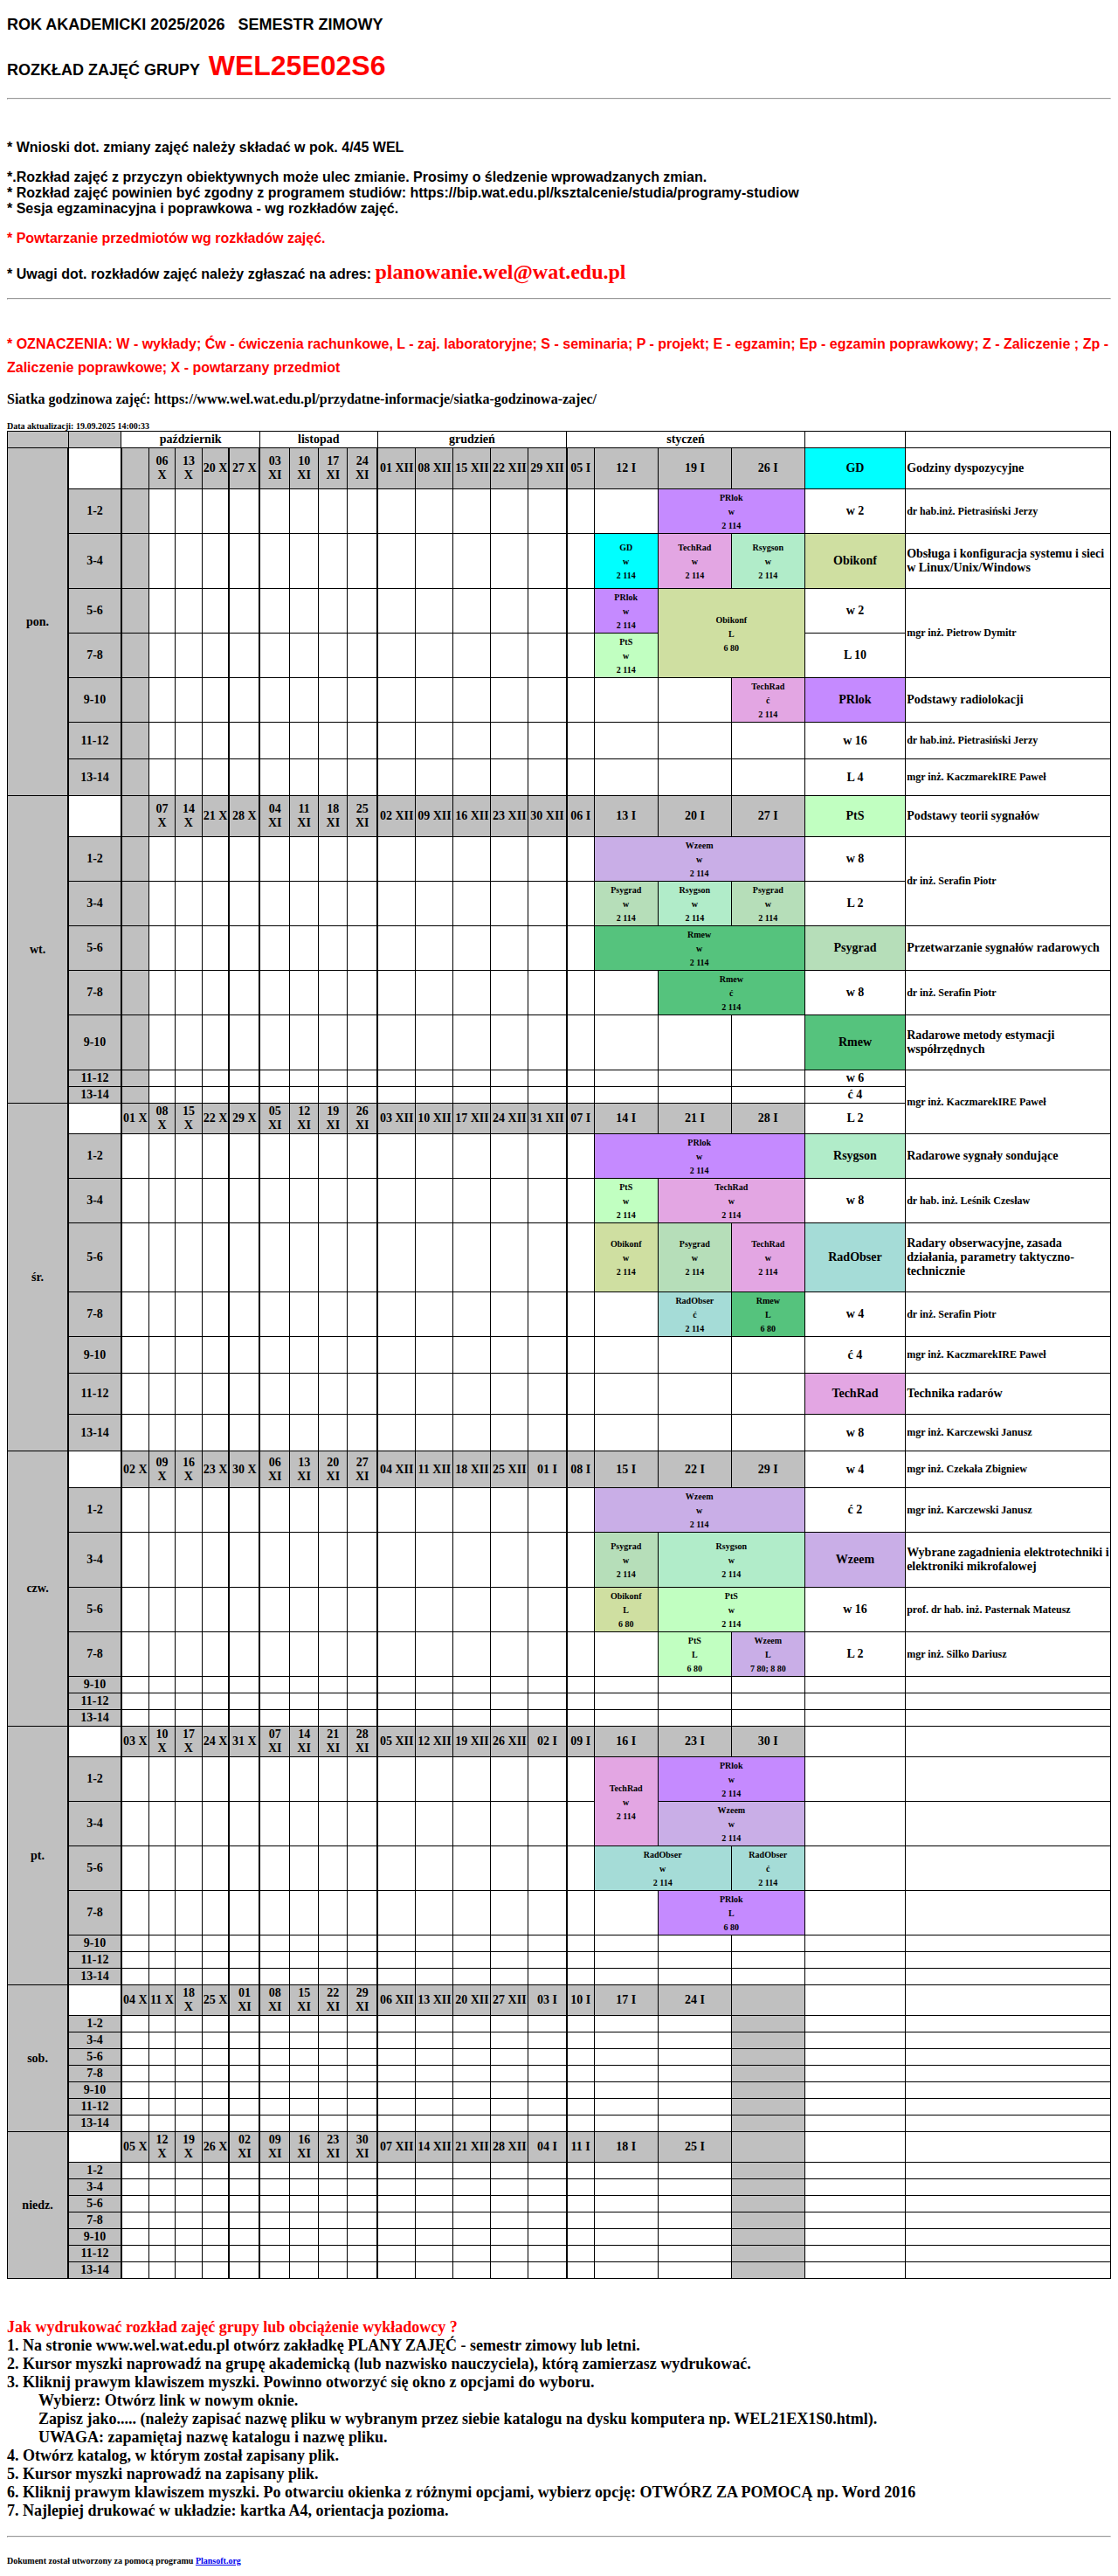 ROK AKADEMICKI 2025/2026 SEMESTR ZIMOWY
ROZKŁAD ZAJĘĆ GRUPY WEL25E02S6
* Wnioski dot. zmiany zajęć należy składać w pok. 4/45 WEL
*.Rozkład zajęć z przyczyn obiektywnych może ulec zmianie. Prosimy o śledzenie wprowadzanych zmian.
* Rozkład zajęć powinien być zgodny z programem studiów: https://bip.wat.edu.pl/ksztalcenie/studia/programy-studiow
* Sesja egzaminacyjna i poprawkowa - wg rozkładów zajęć.
* Powtarzanie przedmiotów wg rozkładów zajęć.
* Uwagi dot. rozkładów zajęć należy zgłaszać na adres: planowanie.wel@wat.edu.pl
* OZNACZENIA: W - wykłady; Ćw - ćwiczenia rachunkowe, L - zaj. laboratoryjne; S - seminaria; P - projekt; E - egzamin; Ep - egzamin poprawkowy; Z - Zaliczenie ; Zp -
Zaliczenie poprawkowe; X - powtarzany przedmiot
Siatka godzinowa zajęć: https://www.wel.wat.edu.pl/przydatne-informacje/siatka-godzinowa-zajec/
Data aktualizacji: 19.09.2025 14:00:33
październik listopad grudzień styczeń
pon. 06 X 13 X 20 X 27 X 03 XI 10 XI 17 XI 24 XI 01 XII 08 XII 15 XII 22 XII 29 XII 05 I 12 I 19 I 26 I GD Godziny dyspozycyjne
1-2 PRlok w 2 114 w 2 dr hab.inż. Pietrasiński Jerzy
3-4 GD w 2 114 TechRad w 2 114 Rsygson w 2 114 Obikonf Obsługa i konfiguracja systemu i sieci w Linux/Unix/Windows
5-6 PRlok w 2 114 Obikonf L 6 80 w 2 mgr inż. Pietrow Dymitr
7-8 PtS w 2 114 L 10
9-10 TechRad ć 2 114 PRlok Podstawy radiolokacji
11-12 w 16 dr hab.inż. Pietrasiński Jerzy
13-14 L 4 mgr inż. KaczmarekIRE Paweł
wt. 07 X 14 X 21 X 28 X 04 XI 11 XI 18 XI 25 XI 02 XII 09 XII 16 XII 23 XII 30 XII 06 I 13 I 20 I 27 I PtS Podstawy teorii sygnałów
1-2 Wzeem w 2 114 w 8 dr inż. Serafin Piotr
3-4 Psygrad w 2 114 Rsygson w 2 114 Psygrad w 2 114 L 2
5-6 Rmew w 2 114 Psygrad Przetwarzanie sygnałów radarowych
7-8 Rmew ć 2 114 w 8 dr inż. Serafin Piotr
9-10 Rmew Radarowe metody estymacji współrzędnych
11-12 w 6 mgr inż. KaczmarekIRE Paweł
13-14 ć 4
śr. 01 X 08 X 15 X 22 X 29 X 05 XI 12 XI 19 XI 26 XI 03 XII 10 XII 17 XII 24 XII 31 XII 07 I 14 I 21 I 28 I L 2
1-2 PRlok w 2 114 Rsygson Radarowe sygnały sondujące
3-4 PtS w 2 114 TechRad w 2 114 w 8 dr hab. inż. Leśnik Czesław
5-6 Obikonf w 2 114 Psygrad w 2 114 TechRad w 2 114 RadObser Radary obserwacyjne, zasada działania, parametry taktyczno-technicznie
7-8 RadObser ć 2 114 Rmew L 6 80 w 4 dr inż. Serafin Piotr
9-10 ć 4 mgr inż. KaczmarekIRE Paweł
11-12 TechRad Technika radarów
13-14 w 8 mgr inż. Karczewski Janusz
czw. 02 X 09 X 16 X 23 X 30 X 06 XI 13 XI 20 XI 27 XI 04 XII 11 XII 18 XII 25 XII 01 I 08 I 15 I 22 I 29 I w 4 mgr inż. Czekała Zbigniew
1-2 Wzeem w 2 114 ć 2 mgr inż. Karczewski Janusz
3-4 Psygrad w 2 114 Rsygson w 2 114 Wzeem Wybrane zagadnienia elektrotechniki i elektroniki mikrofalowej
5-6 Obikonf L 6 80 PtS w 2 114 w 16 prof. dr hab. inż. Pasternak Mateusz
7-8 PtS L 6 80 Wzeem L 7 80; 8 80 L 2 mgr inż. Silko Dariusz
9-10
11-12
13-14
pt. 03 X 10 X 17 X 24 X 31 X 07 XI 14 XI 21 XI 28 XI 05 XII 12 XII 19 XII 26 XII 02 I 09 I 16 I 23 I 30 I
1-2 TechRad w 2 114 PRlok w 2 114
3-4 Wzeem w 2 114
5-6 RadObser w 2 114 RadObser ć 2 114
7-8 PRlok L 6 80
9-10
11-12
13-14
sob. 04 X 11 X 18 X 25 X 01 XI 08 XI 15 XI 22 XI 29 XI 06 XII 13 XII 20 XII 27 XII 03 I 10 I 17 I 24 I
1-2
3-4
5-6
7-8
9-10
11-12
13-14
niedz. 05 X 12 X 19 X 26 X 02 XI 09 XI 16 XI 23 XI 30 XI 07 XII 14 XII 21 XII 28 XII 04 I 11 I 18 I 25 I
1-2
3-4
5-6
7-8
9-10
11-12
13-14
Jak wydrukować rozkład zajęć grupy lub obciążenie wykładowcy ?
1. Na stronie www.wel.wat.edu.pl otwórz zakładkę PLANY ZAJĘĆ - semestr zimowy lub letni.
2. Kursor myszki naprowadź na grupę akademicką (lub nazwisko nauczyciela), którą zamierzasz wydrukować.
3. Kliknij prawym klawiszem myszki. Powinno otworzyć się okno z opcjami do wyboru.
Wybierz: Otwórz link w nowym oknie.
Zapisz jako..... (należy zapisać nazwę pliku w wybranym przez siebie katalogu na dysku komputera np. WEL21EX1S0.html).
UWAGA: zapamiętaj nazwę katalogu i nazwę pliku.
4. Otwórz katalog, w którym został zapisany plik.
5. Kursor myszki naprowadź na zapisany plik.
6. Kliknij prawym klawiszem myszki. Po otwarciu okienka z różnymi opcjami, wybierz opcję: OTWÓRZ ZA POMOCĄ np. Word 2016
7. Najlepiej drukować w układzie: kartka A4, orientacja pozioma.
Dokument został utworzony za pomocą programu Plansoft.org